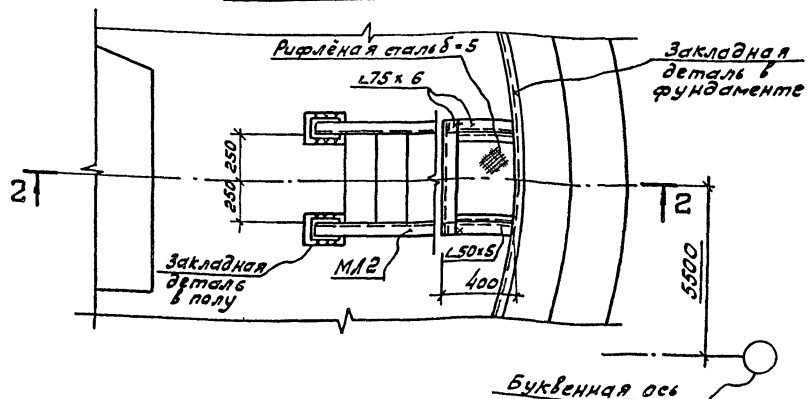 Рифлёная сталь δ=5
Закладная
деталь в
фундаменте
∟75×6
250
250
2
2
Закладная
деталь
в полу
МЛ2
∟50×5
400
5500
Буквенная ось